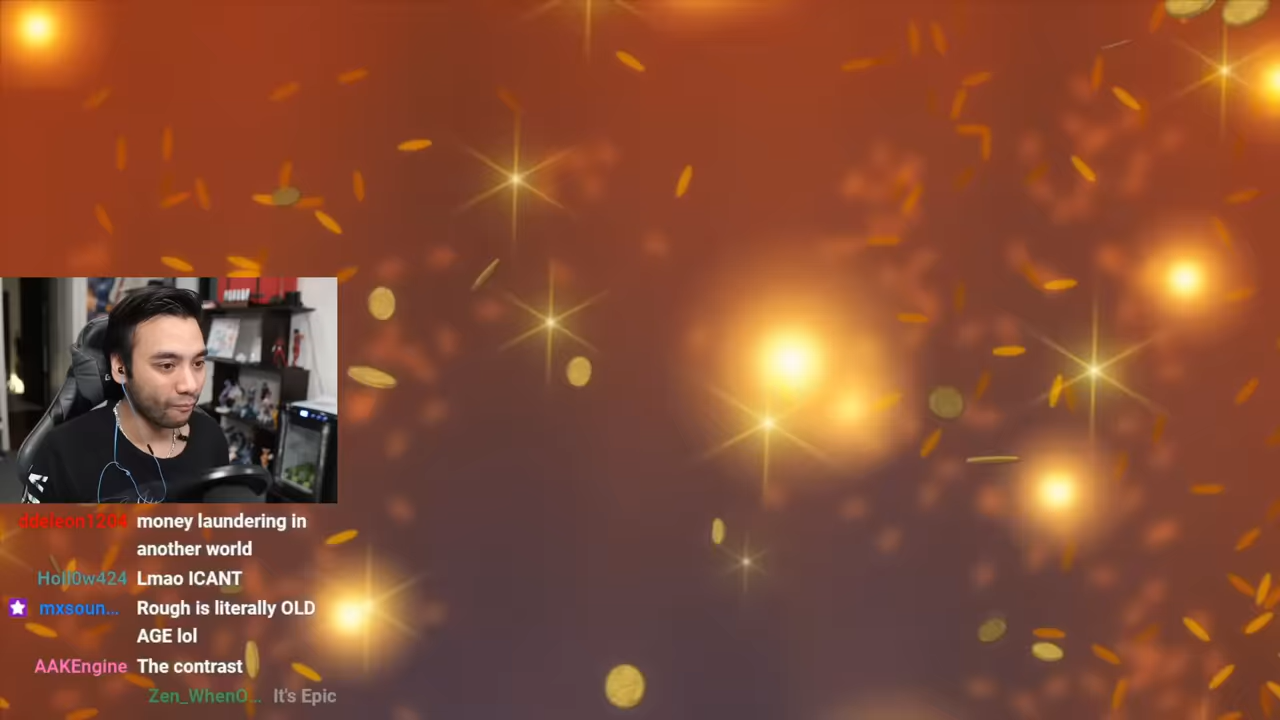 ddeleon1204 money laundering in
another world
Holl0w424 Lmao ICANT
mxsoun... Rough is literally OLD
AGE lol
AAKEngine The contrast
Zen_WhenO... It's Epic